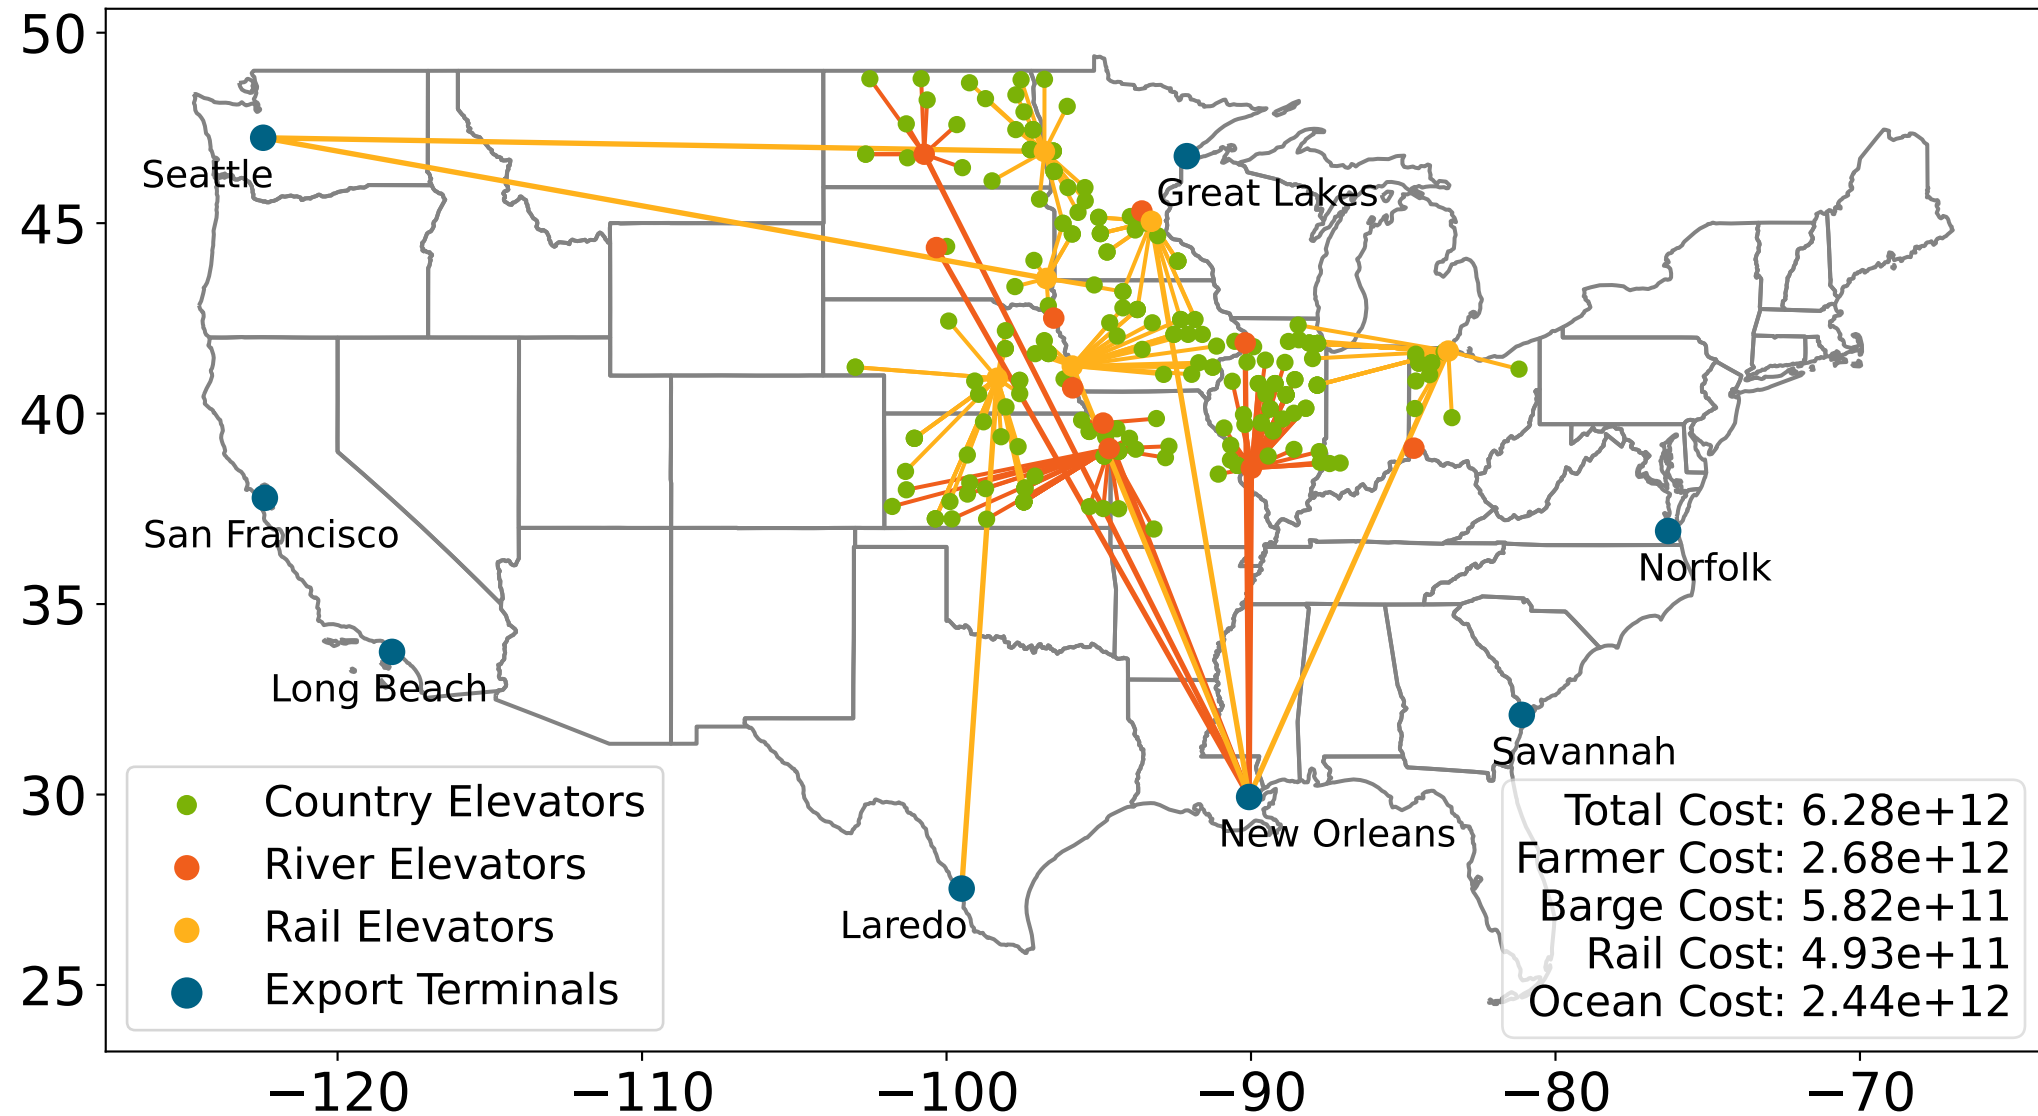 50
45
40
35
30
25
−120
−110
−100
−90
−80
−70
Seattle
Great Lakes
San Francisco
Norfolk
Long Beach
Savannah
New Orleans
Laredo
Country Elevators
River Elevators
Rail Elevators
Export Terminals
Total Cost: 6.28e+12
Farmer Cost: 2.68e+12
Barge Cost: 5.82e+11
Rail Cost: 4.93e+11
Ocean Cost: 2.44e+12